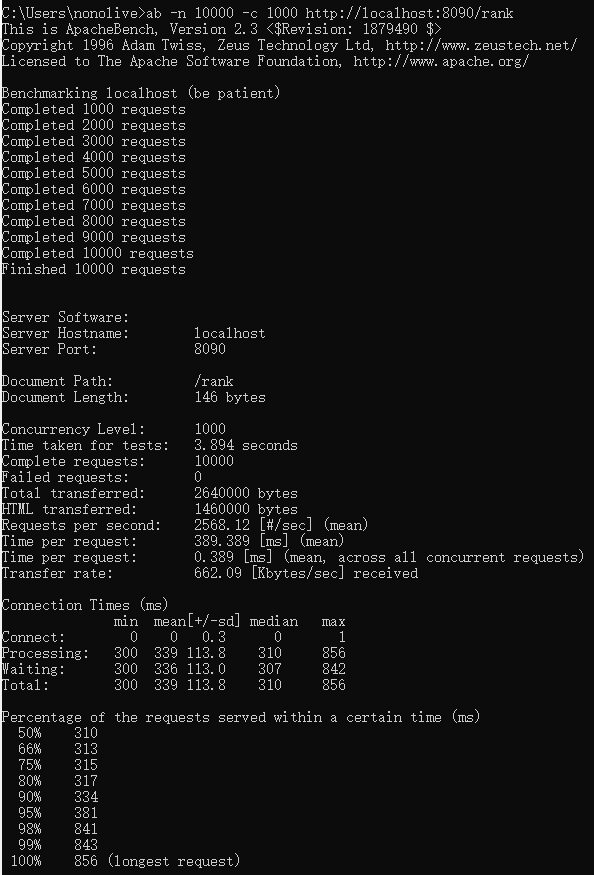 C:\Users\nonolive>ab -n 10000 -c 1000 http://localhost:8090/rank
This is ApacheBench, Version 2.3 <$Revision: 1879490 $>
Copyright 1996 Adam Twiss, Zeus Technology Ltd, http://www.zeustech.net/
Licensed to The Apache Software Foundation, http://www.apache.org/

Benchmarking localhost (be patient)
Completed 1000 requests
Completed 2000 requests
Completed 3000 requests
Completed 4000 requests
Completed 5000 requests
Completed 6000 requests
Completed 7000 requests
Completed 8000 requests
Completed 9000 requests
Completed 10000 requests
Finished 10000 requests


Server Software:
Server Hostname:        localhost
Server Port:            8090

Document Path:          /rank
Document Length:        146 bytes

Concurrency Level:      1000
Time taken for tests:   3.894 seconds
Complete requests:      10000
Failed requests:        0
Total transferred:      2640000 bytes
HTML transferred:       1460000 bytes
Requests per second:    2568.12 [#/sec] (mean)
Time per request:       389.389 [ms] (mean)
Time per request:       0.389 [ms] (mean, across all concurrent requests)
Transfer rate:          662.09 [Kbytes/sec] received

Connection Times (ms)
              min  mean[+/-sd] median   max
Connect:        0    0   0.3      0       1
Processing:   300  339 113.8    310     856
Waiting:      300  336 113.0    307     842
Total:        300  339 113.8    310     856

Percentage of the requests served within a certain time (ms)
  50%    310
  66%    313
  75%    315
  80%    317
  90%    334
  95%    381
  98%    841
  99%    843
 100%    856 (longest request)